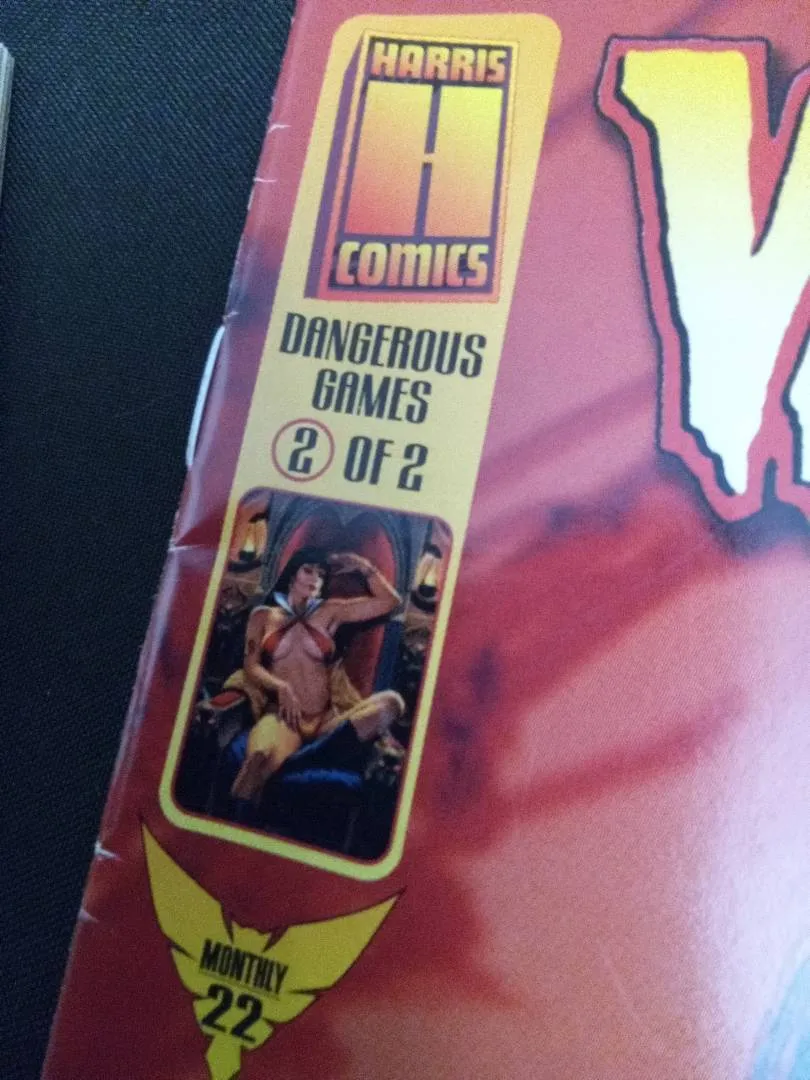 HARRIS
H
COMICS
DANGEROUS
GAMES
2 OF 2
MONTHLY
22
V